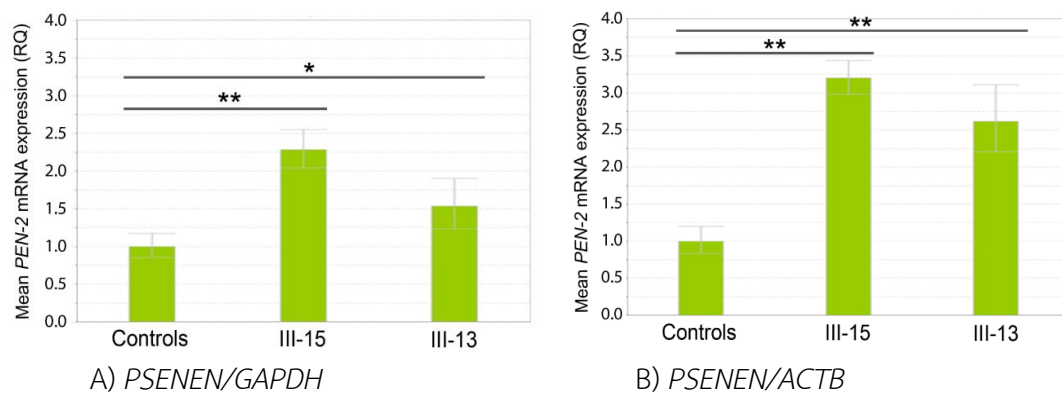 Mean PEN-2 mRNA expression (RQ)
4.0
3.5
3.0
2.5
2.0
1.5
1.0
0.5
0.0
*
**
Controls
III-15
III-13
A) PSENEN/GAPDH
Mean PEN-2 mRNA expression (RQ)
4.0
3.5
3.0
2.5
2.0
1.5
1.0
0.5
0.0
**
**
Controls
III-15
III-13
B) PSENEN/ACTB